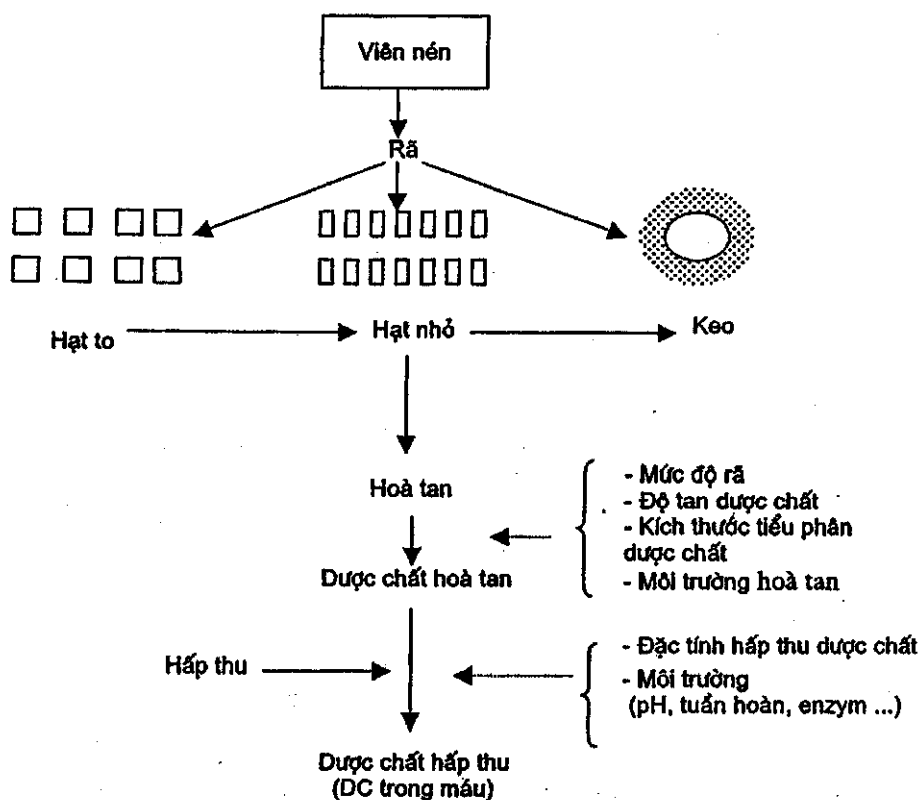 Viên nén
Rã
Hạt to
Hạt nhỏ
Keo
Hoà tan
- Mức độ rã
- Độ tan dược chất
- Kích thước tiểu phân
dược chất
- Môi trường hoà tan
Dược chất hoà tan
Hấp thu
- Đặc tính hấp thu dược chất
- Môi trường
(pH, tuần hoàn, enzym ...)
Dược chất hấp thu
(DC trong máu)